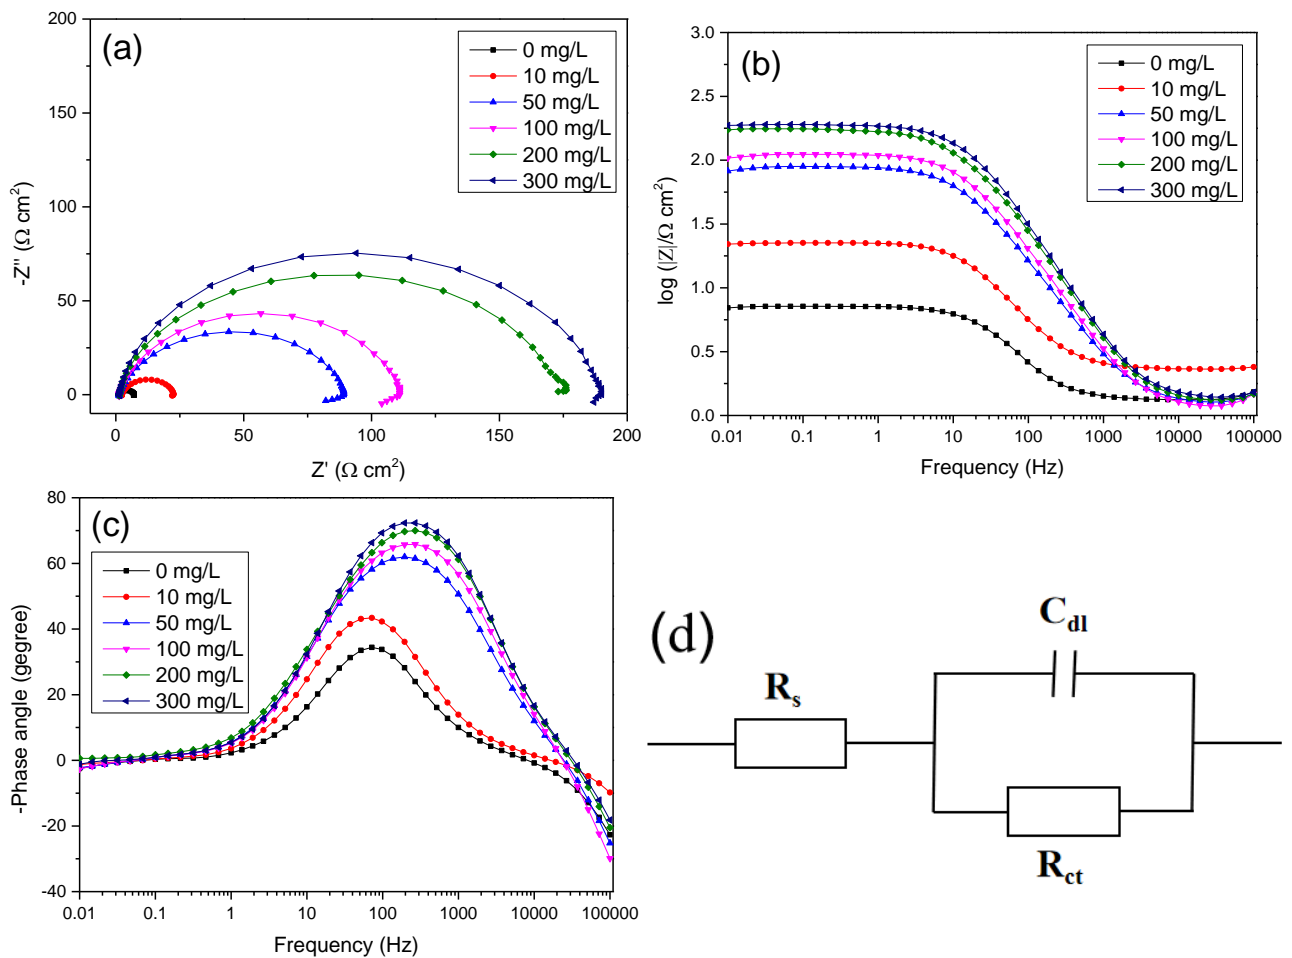 (a)
200
150
100
50
0
-Z'' (Ω cm²)
0 50 100 150 200
Z' (Ω cm²)
0 mg/L
10 mg/L
50 mg/L
100 mg/L
200 mg/L
300 mg/L
(b)
3.0
2.5
2.0
1.5
1.0
0.5
0.0
log (|Z|/Ω cm²)
0.01 0.1 1 10 100 1000 10000 100000
Frequency (Hz)
0 mg/L
10 mg/L
50 mg/L
100 mg/L
200 mg/L
300 mg/L
(c)
80
60
40
20
0
-20
-40
-Phase angle (gegree)
0.01 0.1 1 10 100 1000 10000 100000
Frequency (Hz)
0 mg/L
10 mg/L
50 mg/L
100 mg/L
200 mg/L
300 mg/L
(d)
C_dl
R_s
R_ct